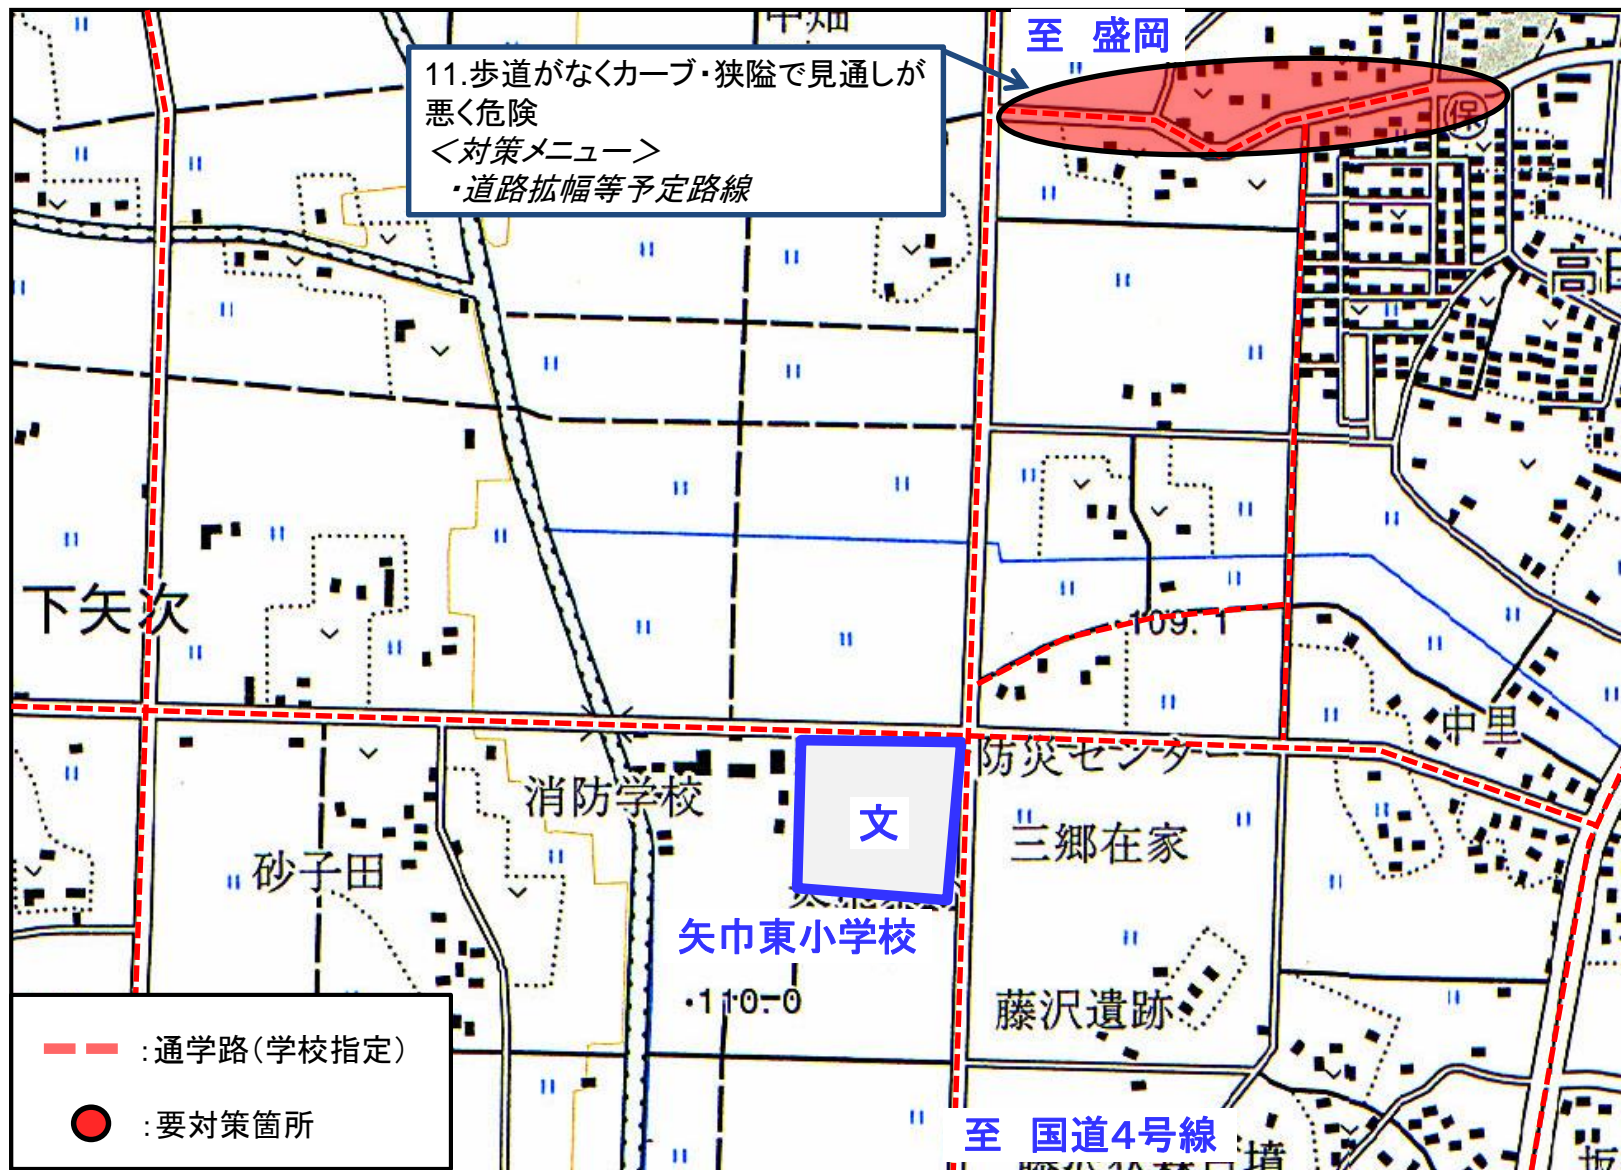 中畑
至 盛岡
11.歩道がなくカーブ・狭隘で見通しが
悪く危険
＜対策メニュー＞
・道路拡幅等予定路線
保
下矢次
109.1
中里
防災センター
消防学校
文
三郷在家
砂子田
矢巾東小学校
・110-0
藤沢遺跡
:通学路(学校指定)
:要対策箇所
至 国道4号線